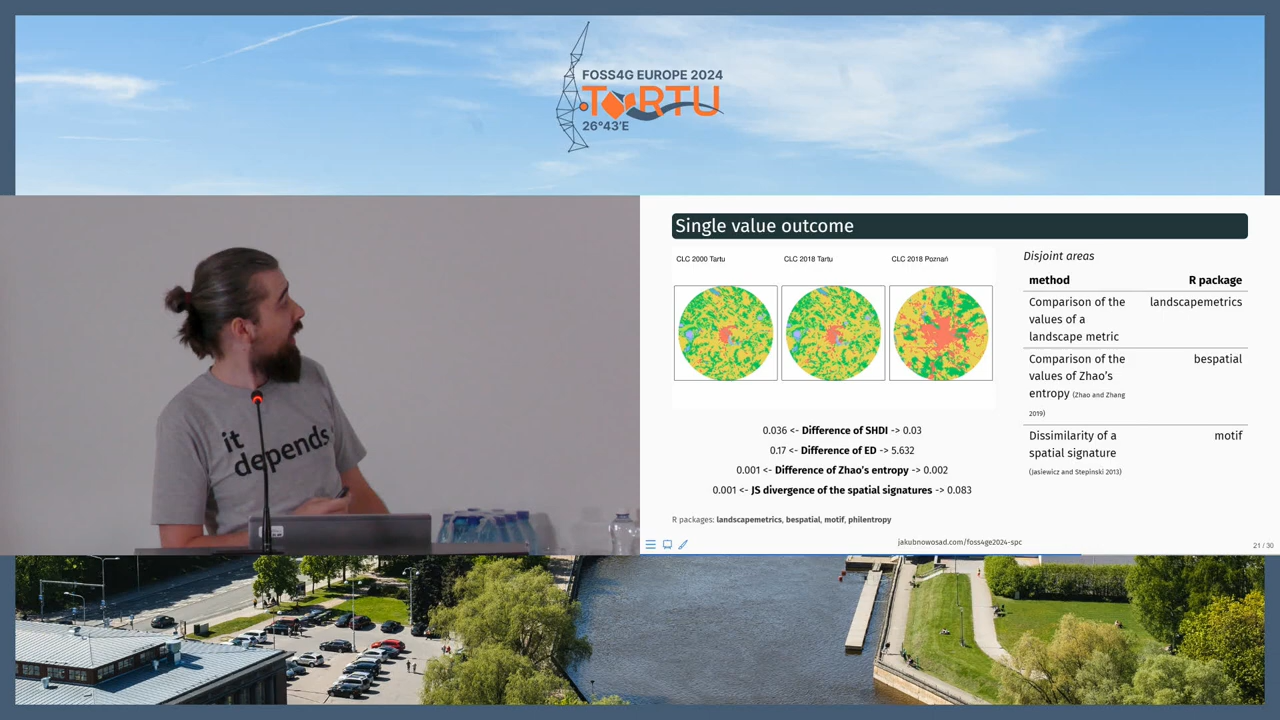 FOSS4G EUROPE 2024
TARTU
26°43'E
it
depends
Single value outcome
CLC 2000 Tartu
CLC 2018 Tartu
CLC 2018 Poznań
0.036 <- Difference of SHDI -> 0.03
0.17 <- Difference of ED -> 5.632
0.001 <- Difference of Zhao's entropy -> 0.002
0.001 <- JS divergence of the spatial signatures -> 0.083
R packages: landscapemetrics, bespatial, motif, philentropy
Disjoint areas
method R package
Comparison of the landscapemetrics
values of a
landscape metric
Comparison of the bespatial
values of Zhao's
entropy (Zhao and Zhang
2019)
Dissimilarity of a motif
spatial signature
(Jasiewicz and Stepinski 2013)
jakubnowosad.com/foss4ge2024-spc
21 / 30